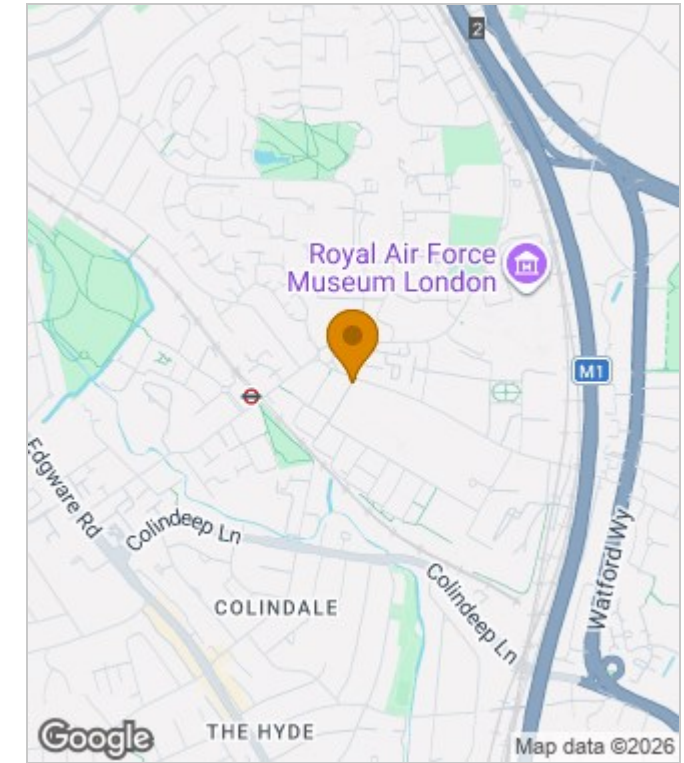 2
Royal Air Force
Museum London
M1
Edgware Rd
Colindeep Ln
Colindeep Ln
Watford Wy
COLINDALE
THE HYDE
Google
Map data ©2026